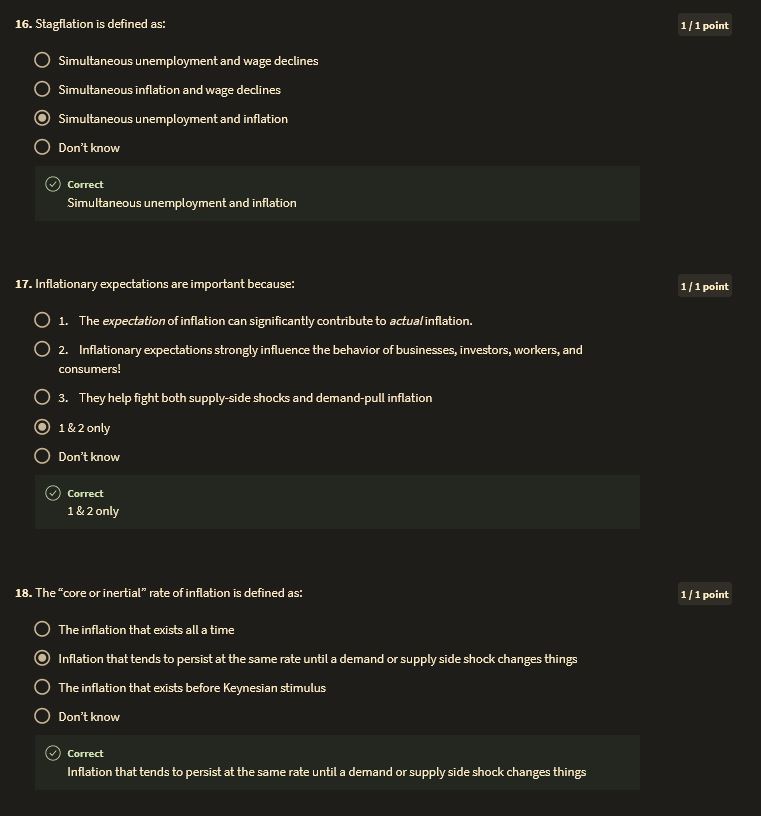 16. Stagflation is defined as:
1 / 1 point
Simultaneous unemployment and wage declines
Simultaneous inflation and wage declines
Simultaneous unemployment and inflation
Don't know
Correct
Simultaneous unemployment and inflation
17. Inflationary expectations are important because:
1 / 1 point
1. The expectation of inflation can significantly contribute to actual inflation.
2. Inflationary expectations strongly influence the behavior of businesses, investors, workers, and
consumers!
3. They help fight both supply-side shocks and demand-pull inflation
1 & 2 only
Don't know
Correct
1 & 2 only
18. The “core or inertial” rate of inflation is defined as:
1 / 1 point
The inflation that exists all a time
Inflation that tends to persist at the same rate until a demand or supply side shock changes things
The inflation that exists before Keynesian stimulus
Don't know
Correct
Inflation that tends to persist at the same rate until a demand or supply side shock changes things